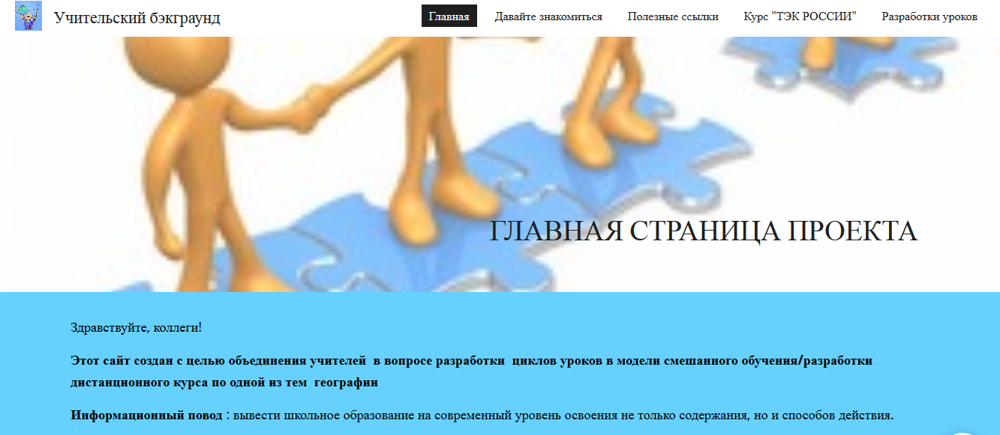 Учительский бэкграунд
Главная
Давайте знакомиться
Полезные ссылки
Курс "ТЭК РОССИИ"
Разработки уроков
ГЛАВНАЯ СТРАНИЦА ПРОЕКТА
Здравствуйте, коллеги!
Этот сайт создан с целью объединения учителей  в вопросе разработки  циклов уроков в модели смешанного обучения/разработки
дистанционного курса по одной из тем  географии
Информационный повод : вывести школьное образование на современный уровень освоения не только содержания, но и способов действия.